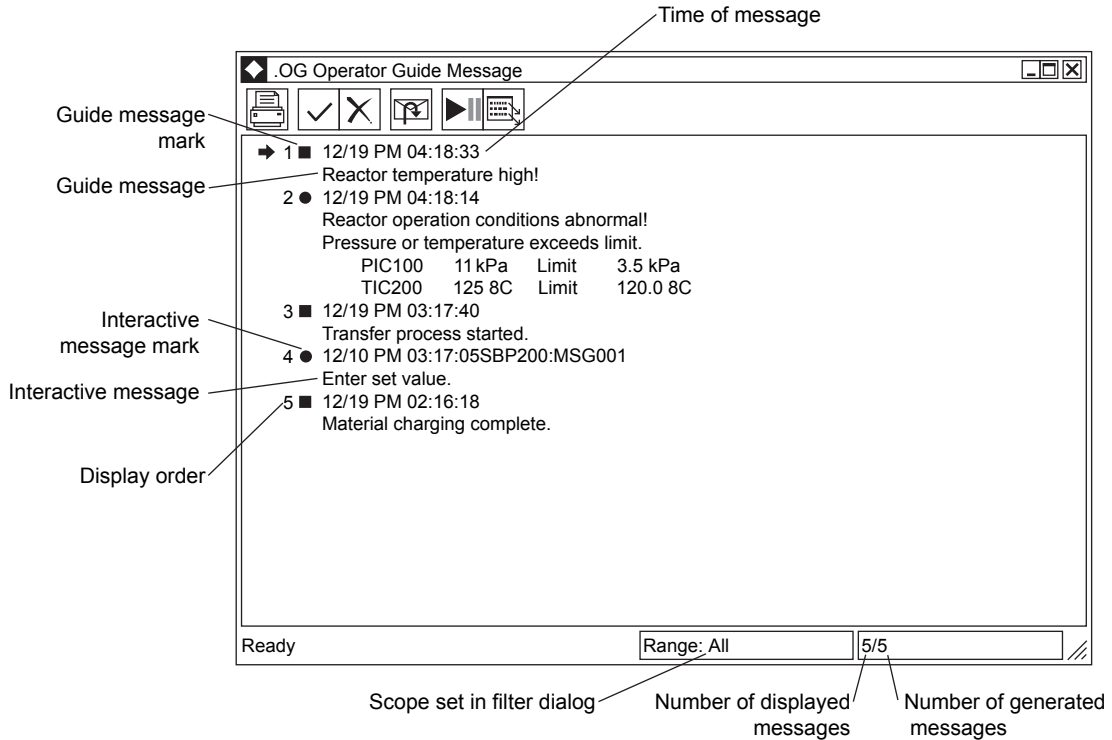 Time of message
.OG Operator Guide Message
Guide message
mark
1 ■ 12/19 PM 04:18:33
Guide message
Reactor temperature high!
2 ● 12/19 PM 04:18:14
Reactor operation conditions abnormal!
Pressure or temperature exceeds limit.
PIC100 11 kPa Limit 3.5 kPa
TIC200 125 8C Limit 120.0 8C
3 ■ 12/19 PM 03:17:40
Transfer process started.
Interactive
message mark
4 ● 12/10 PM 03:17:05SBP200:MSG001
Interactive message
Enter set value.
5 ■ 12/19 PM 02:16:18
Material charging complete.
Display order
Ready
Range: All
5/5
Scope set in filter dialog
Number of displayed
messages
Number of generated
messages